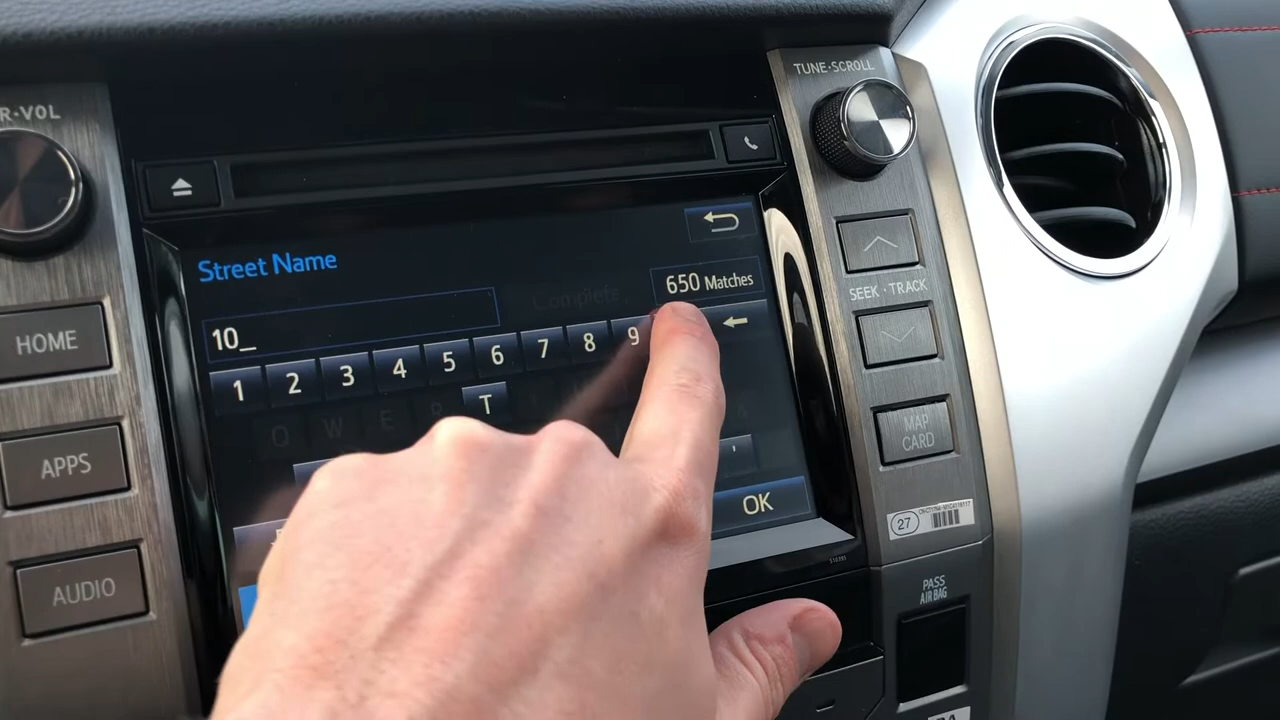 R·VOL
TUNE·SCROLL
Street Name
650 Matches
10_
Complete
1 2 3 4 5 6 7 8 9
T
'
OK
HOME
APPS
AUDIO
SEEK · TRACK
MAP
CARD
27
PASS
AIR BAG